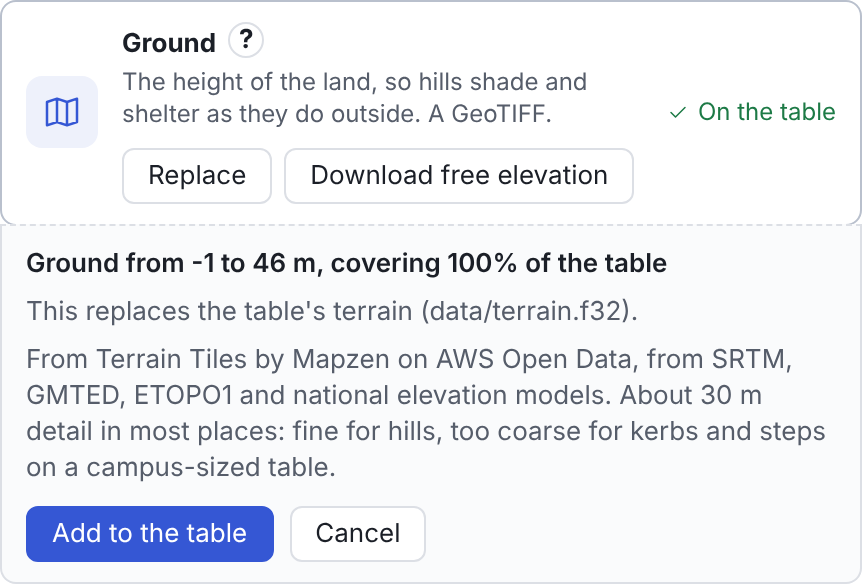 Ground ?
The height of the land, so hills shade and
shelter as they do outside. A GeoTIFF.
✓ On the table
Replace
Download free elevation
Ground from -1 to 46 m, covering 100% of the table
This replaces the table's terrain (data/terrain.f32).
From Terrain Tiles by Mapzen on AWS Open Data, from SRTM,
GMTED, ETOPO1 and national elevation models. About 30 m
detail in most places: fine for hills, too coarse for kerbs and steps
on a campus-sized table.
Add to the table
Cancel